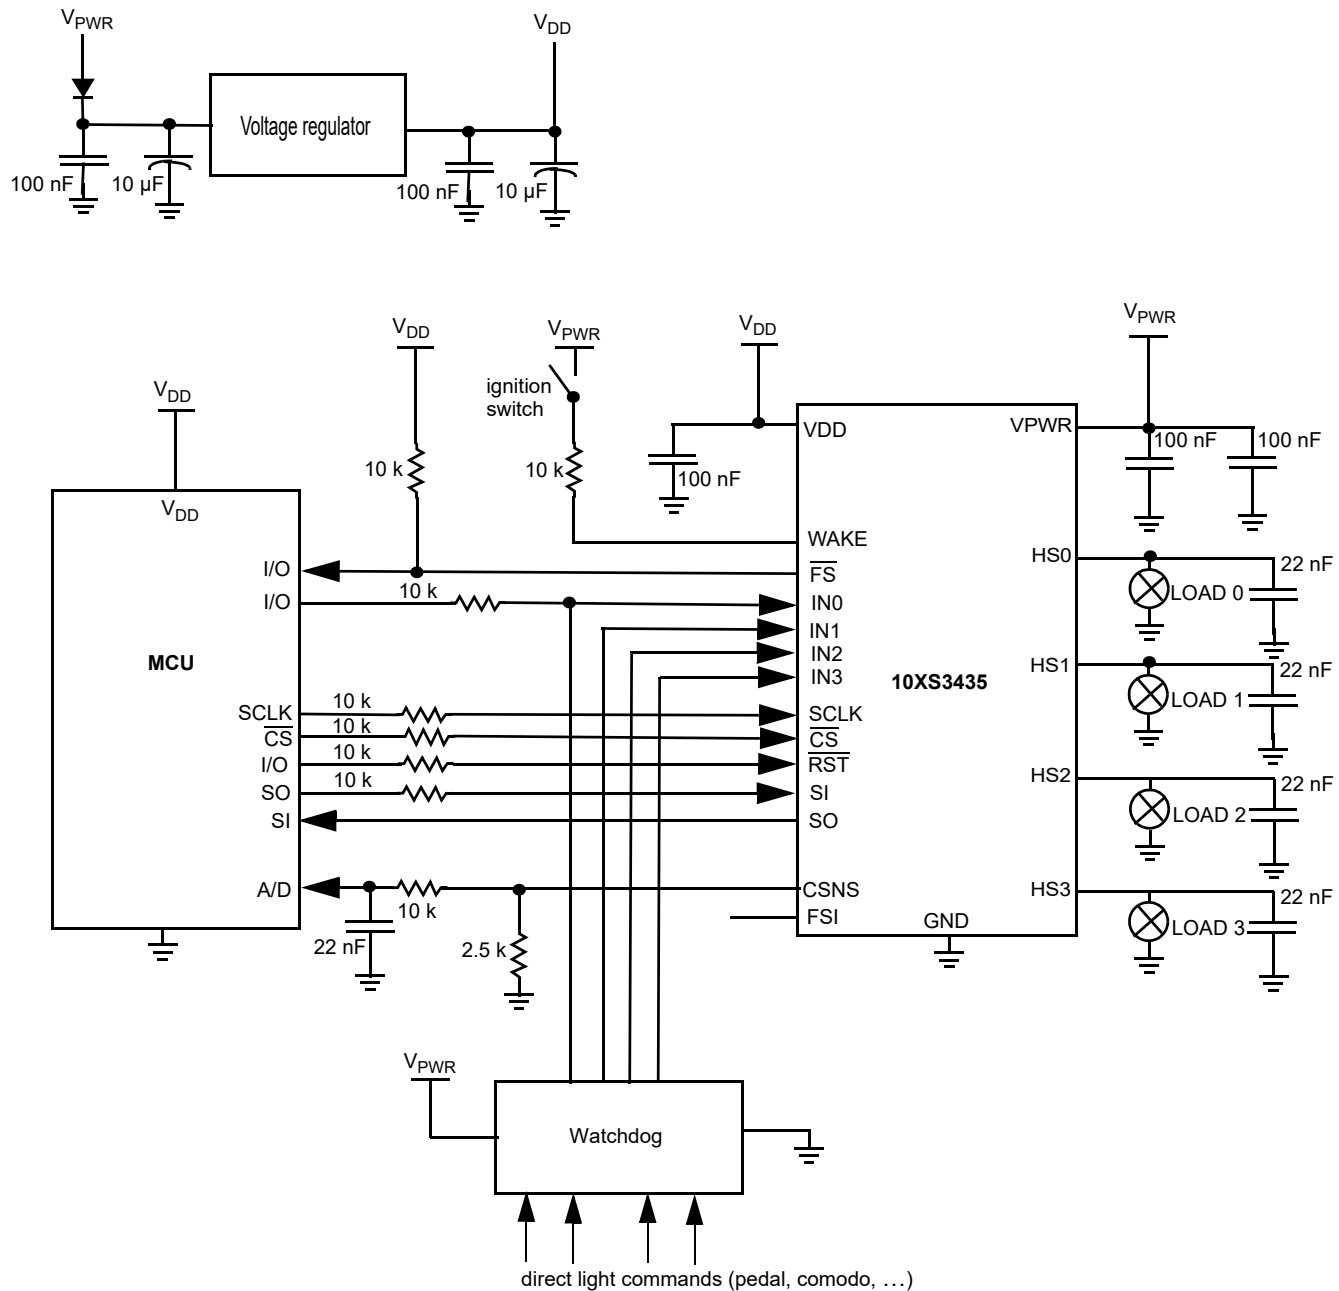 VPWR
VDD
Voltage regulator
100 nF
10 µF
100 nF
10 µF
VDD
VDD
VPWR
ignition
switch
VDD
VPWR
10 k
10 k
100 nF
100 nF
100 nF
VDD
MCU
I/O
I/O
SCLK
CS
I/O
SO
SI
A/D
10 k
10 k
10 k
10 k
10 k
10 k
22 nF
2.5 k
10XS3435
VDD
WAKE
FS
IN0
IN1
IN2
IN3
SCLK
CS
RST
SI
SO
CSNS
FSI
GND
VPWR
HS0
HS1
HS2
HS3
LOAD 0
22 nF
LOAD 1
22 nF
LOAD 2
22 nF
LOAD 3
22 nF
VPWR
Watchdog
direct light commands (pedal, comodo, …)